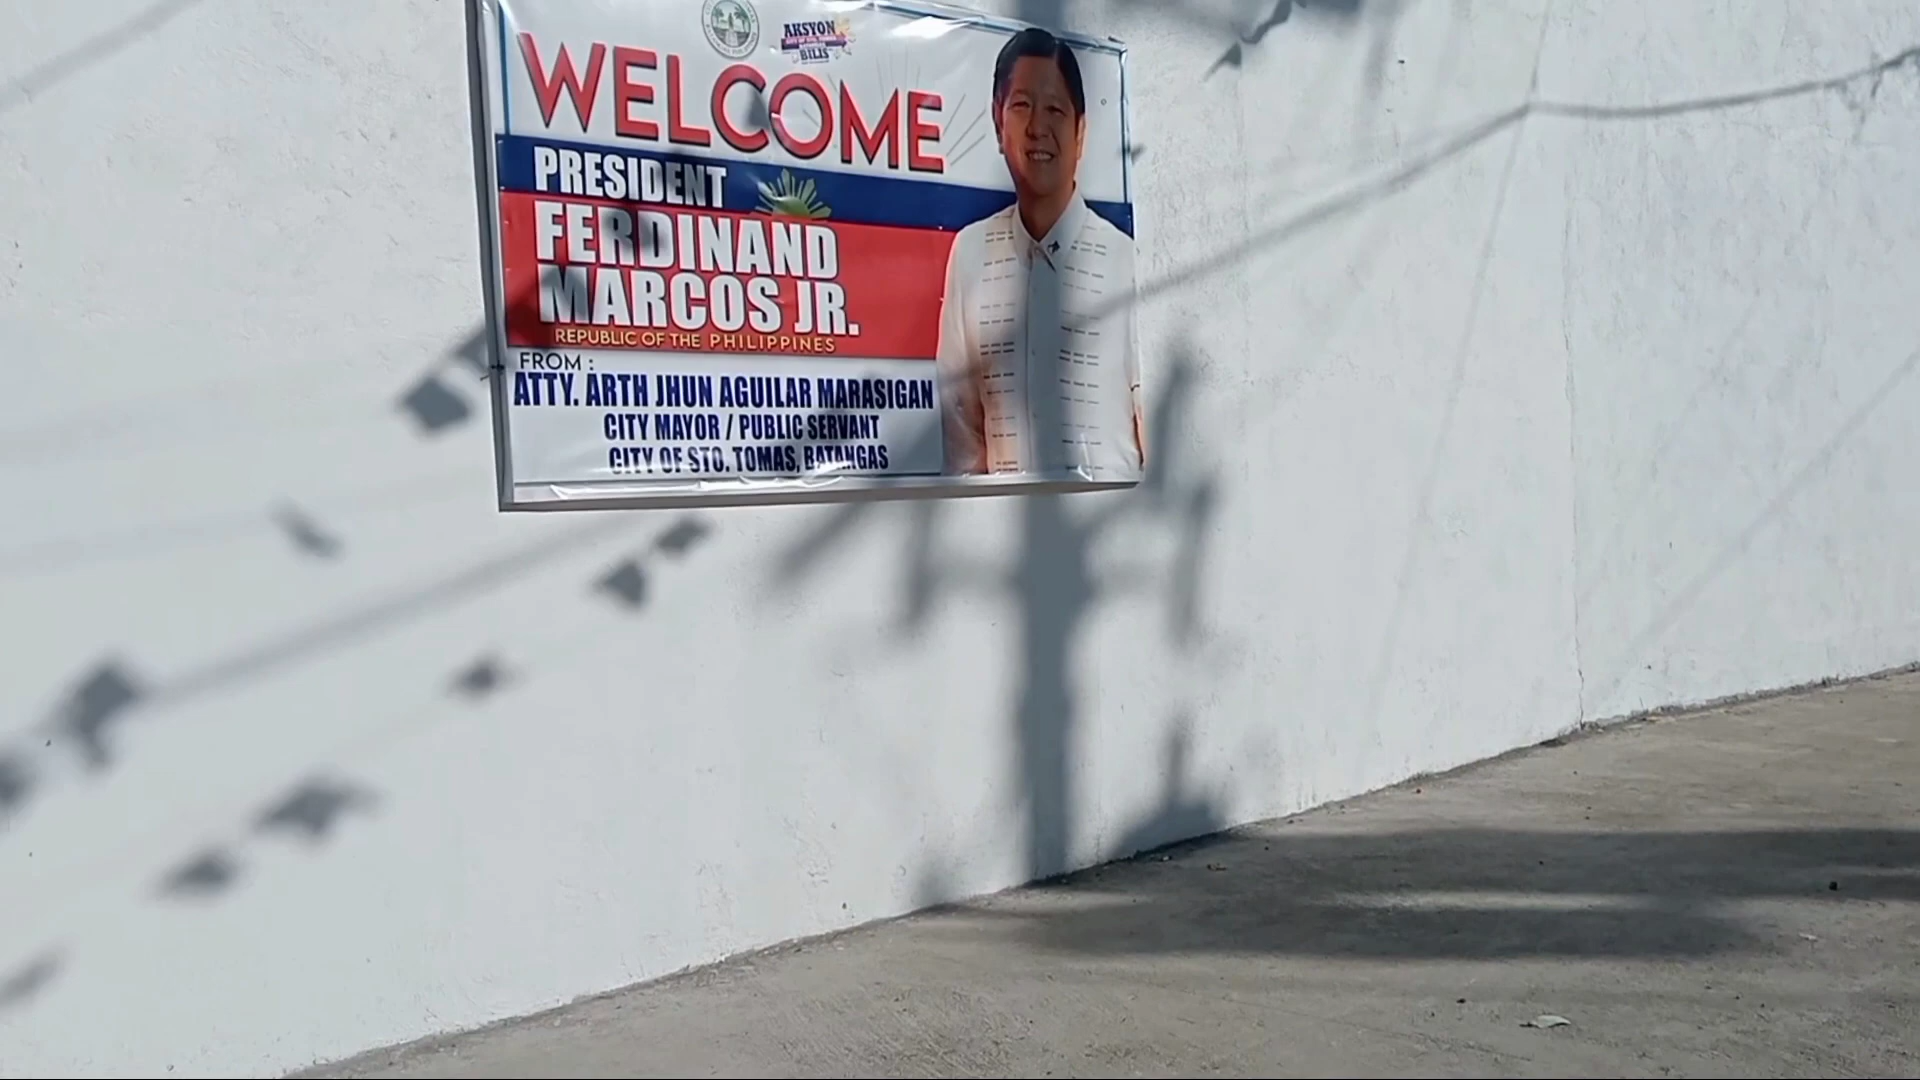 AKSYON
BILIS
WELCOME
PRESIDENT
FERDINAND
MARCOS JR.
REPUBLIC OF THE PHILIPPINES
FROM :
ATTY. ARTH JHUN AGUILAR MARASIGAN
CITY MAYOR / PUBLIC SERVANT
CITY OF STO. TOMAS, BATANGAS